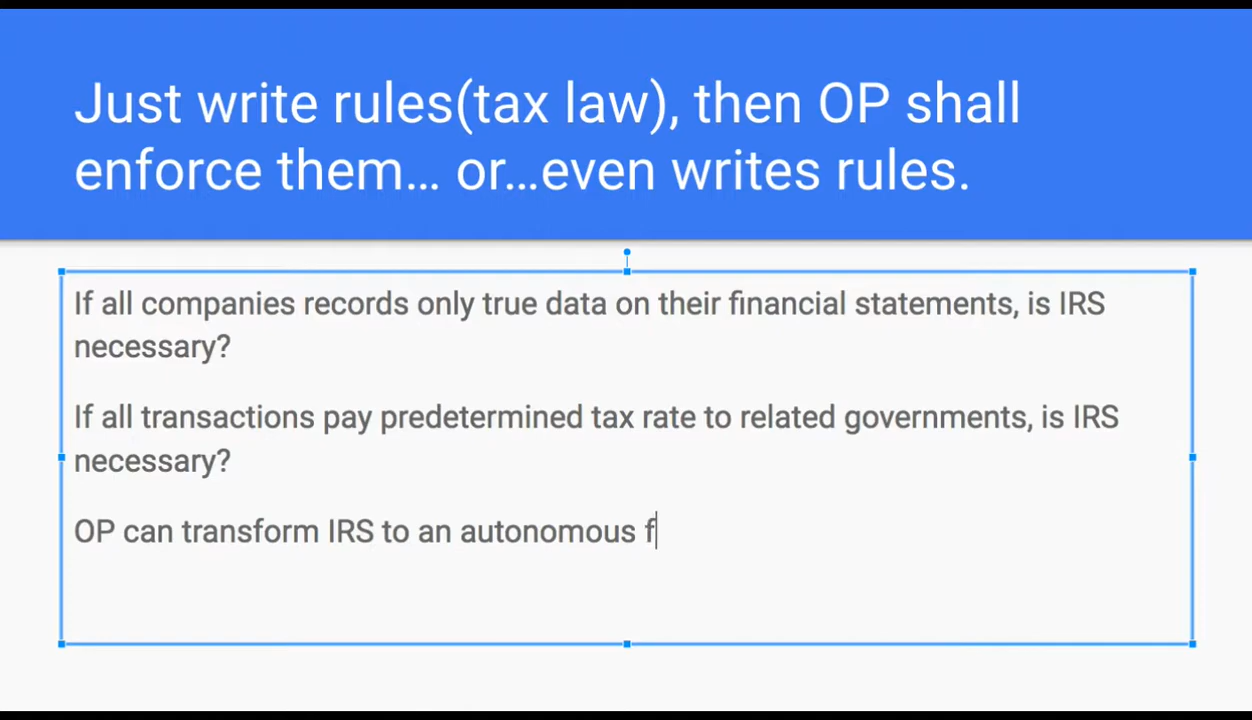 Just write rules(tax law), then OP shall
enforce them... or...even writes rules.
If all companies records only true data on their financial statements, is IRS
necessary?
If all transactions pay predetermined tax rate to related governments, is IRS
necessary?
OP can transform IRS to an autonomous f